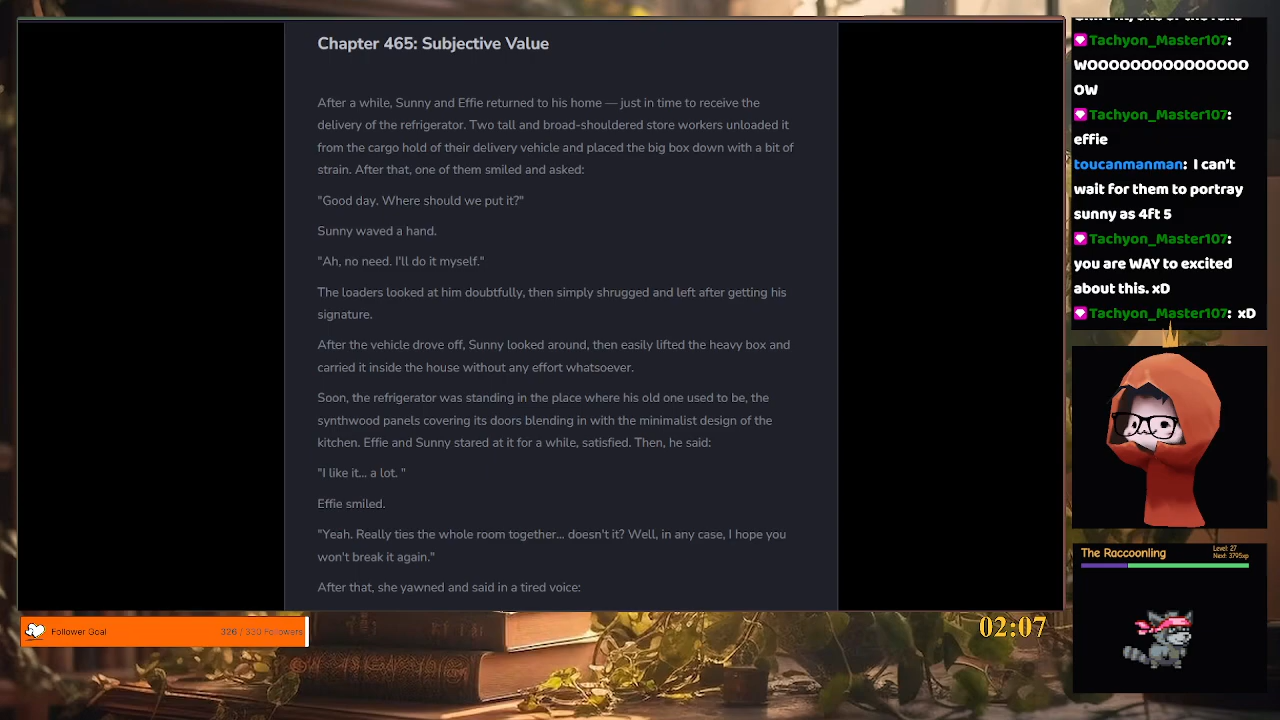 Chapter 465: Subjective Value
After a while, Sunny and Effie returned to his home — just in time to receive the
delivery of the refrigerator. Two tall and broad-shouldered store workers unloaded it
from the cargo hold of their delivery vehicle and placed the big box down with a bit of
strain. After that, one of them smiled and asked:
"Good day. Where should we put it?"
Sunny waved a hand.
"Ah, no need. I'll do it myself."
The loaders looked at him doubtfully, then simply shrugged and left after getting his
signature.
After the vehicle drove off, Sunny looked around, then easily lifted the heavy box and
carried it inside the house without any effort whatsoever.
Soon, the refrigerator was standing in the place where his old one used to be, the
synthwood panels covering its doors blending in with the minimalist design of the
kitchen. Effie and Sunny stared at it for a while, satisfied. Then, he said:
"I like it... a lot. "
Effie smiled.
"Yeah. Really ties the whole room together... doesn't it? Well, in any case, I hope you
won't break it again."
After that, she yawned and said in a tired voice:
Tachyon_Master107:
WOOOOOOOOOOOOOOO
OW
Tachyon_Master107:
effie
toucanmanman: I can't
wait for them to portray
sunny as 4ft 5
Tachyon_Master107:
you are WAY to excited
about this. xD
Tachyon_Master107: xD
The Raccoonling
Level: 27
Next: 3795xp
Follower Goal
326 / 330 Followers
02:07